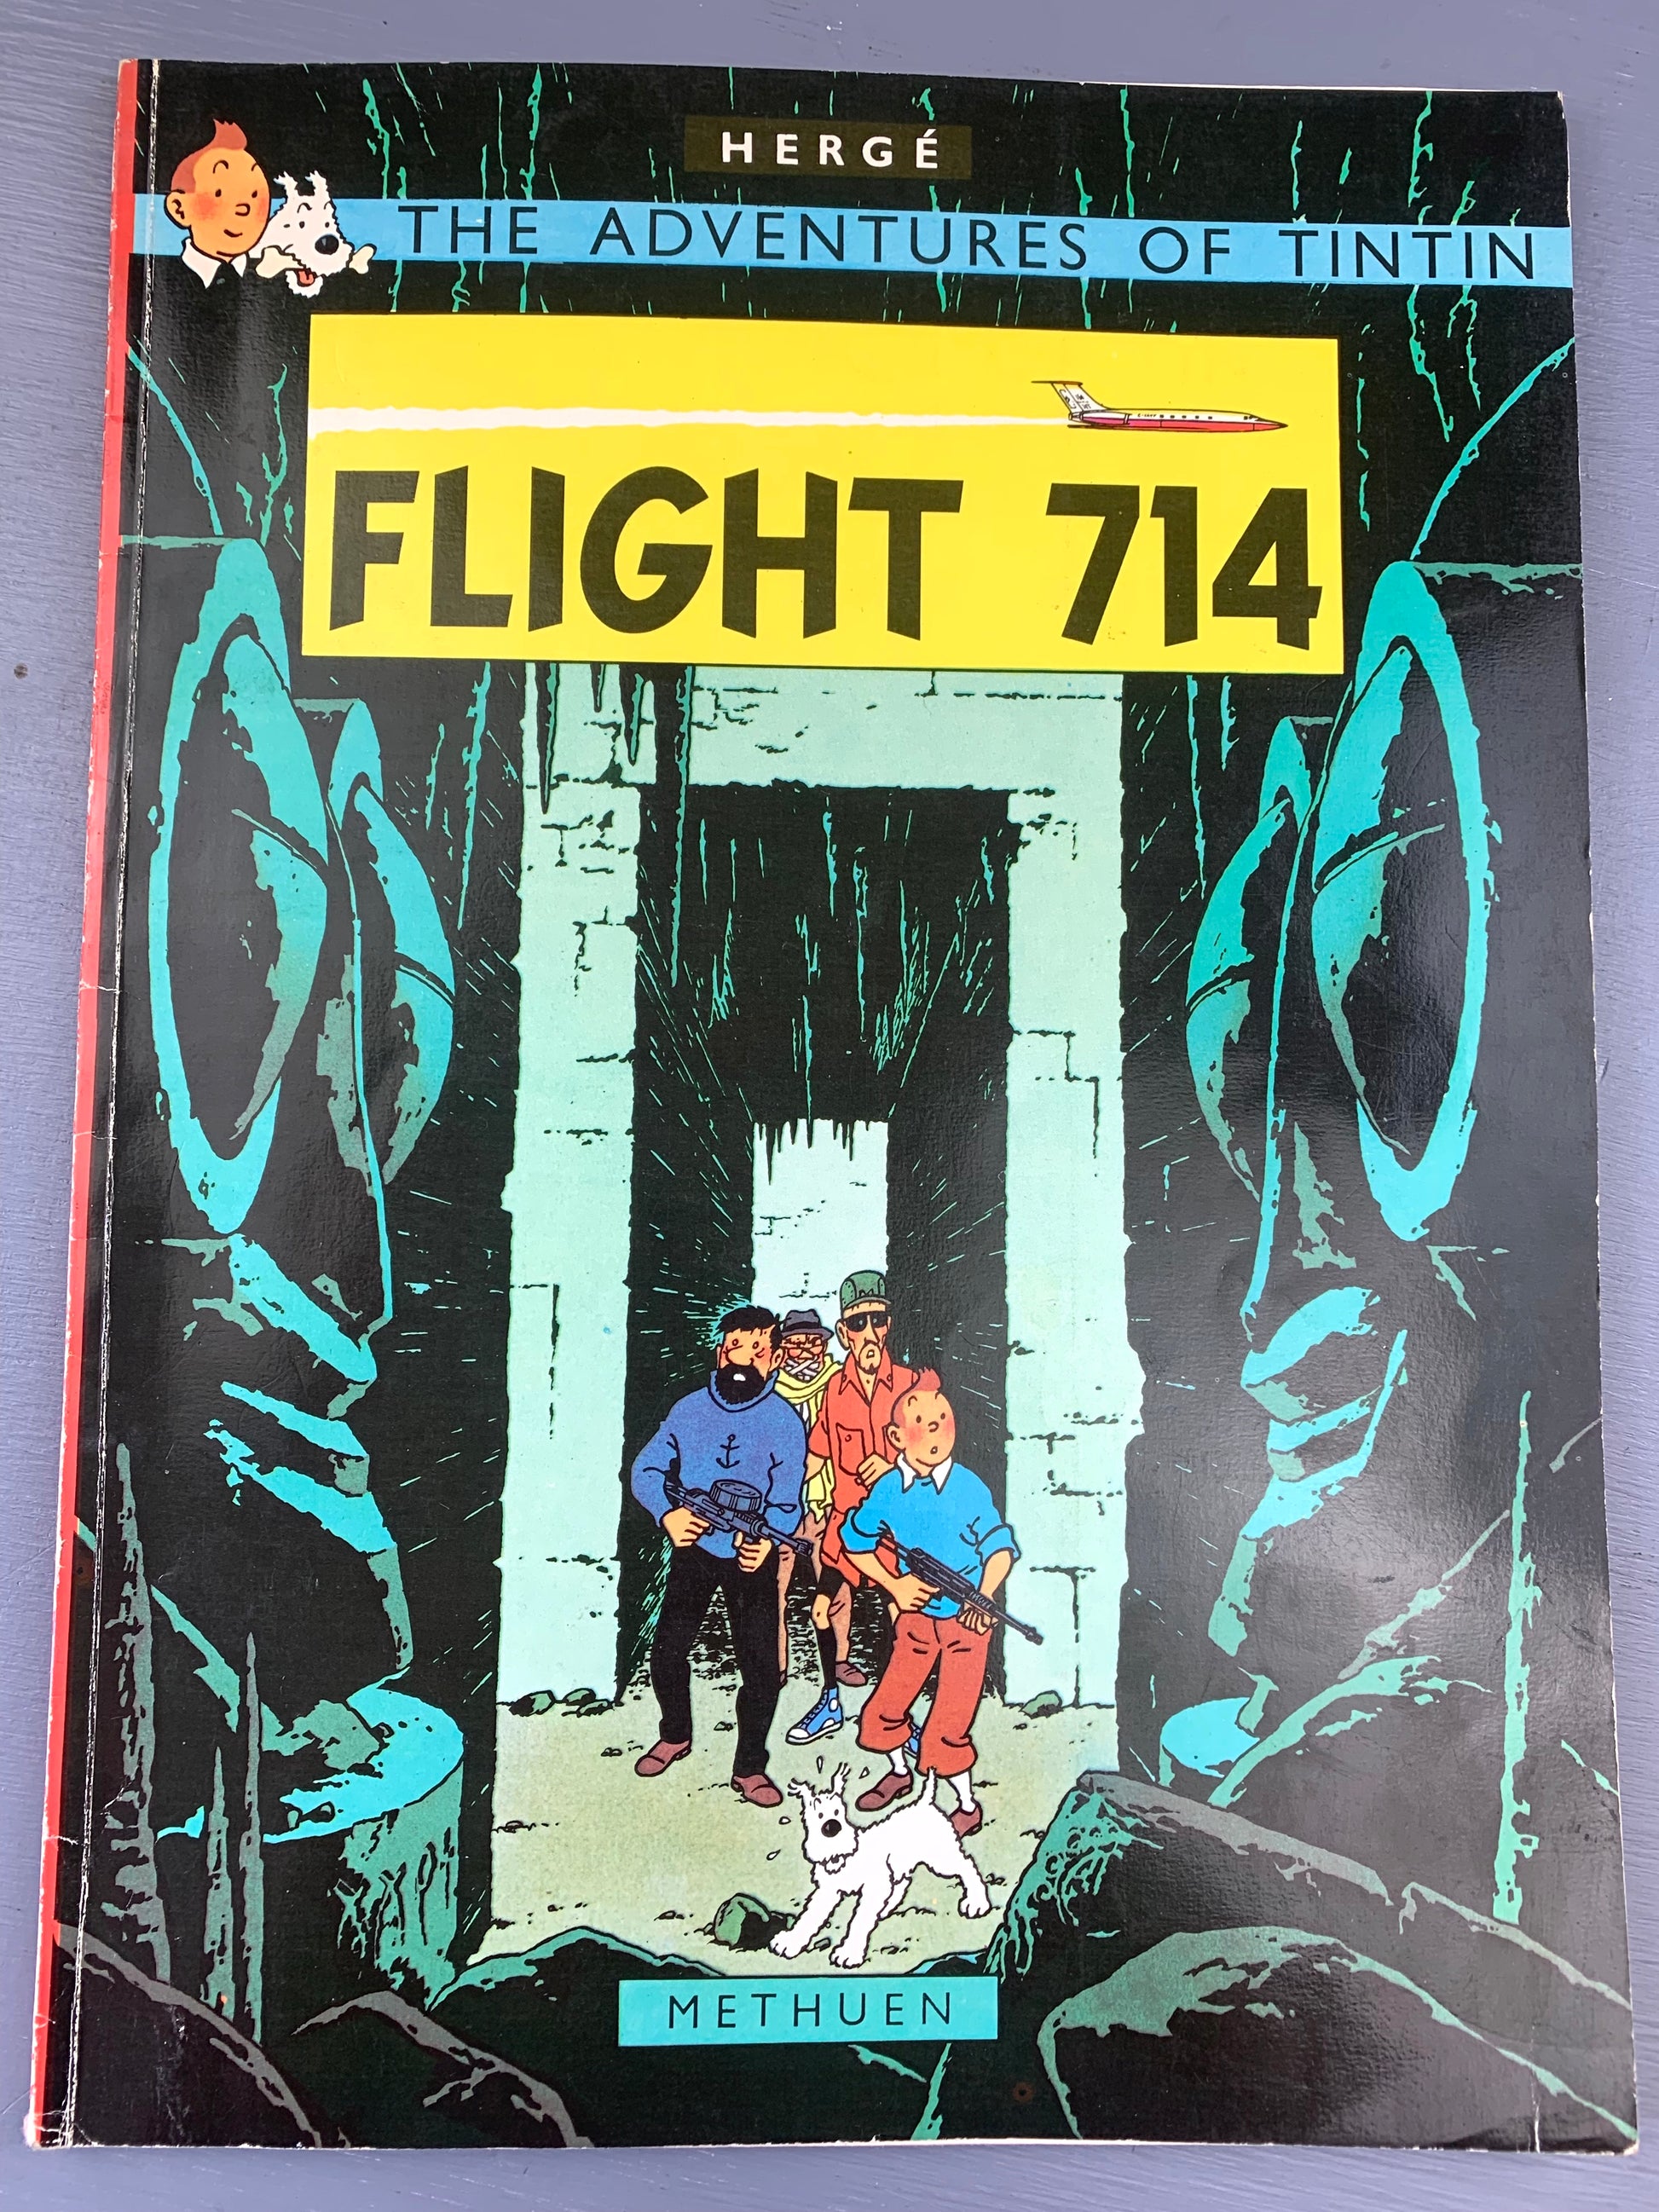 HERGÉ
THE ADVENTURES OF TINTIN
FLIGHT 714
METHUEN